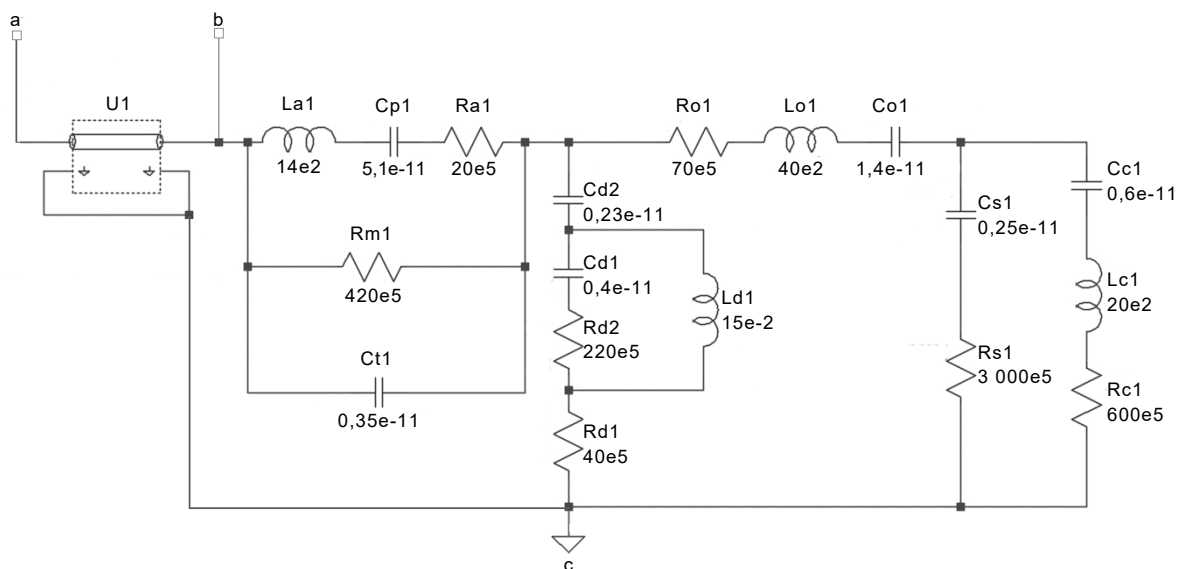 a
b
U1
La1
14e2
Cp1
5,1e-11
Ra1
20e5
Ro1
70e5
Lo1
40e2
Co1
1,4e-11
Cc1
0,6e-11
Cd2
0,23e-11
Cs1
0,25e-11
Rm1
420e5
Cd1
0,4e-11
Ld1
15e-2
Lc1
20e2
Rd2
220e5
Ct1
0,35e-11
Rs1
3 000e5
Rc1
600e5
Rd1
40e5
c